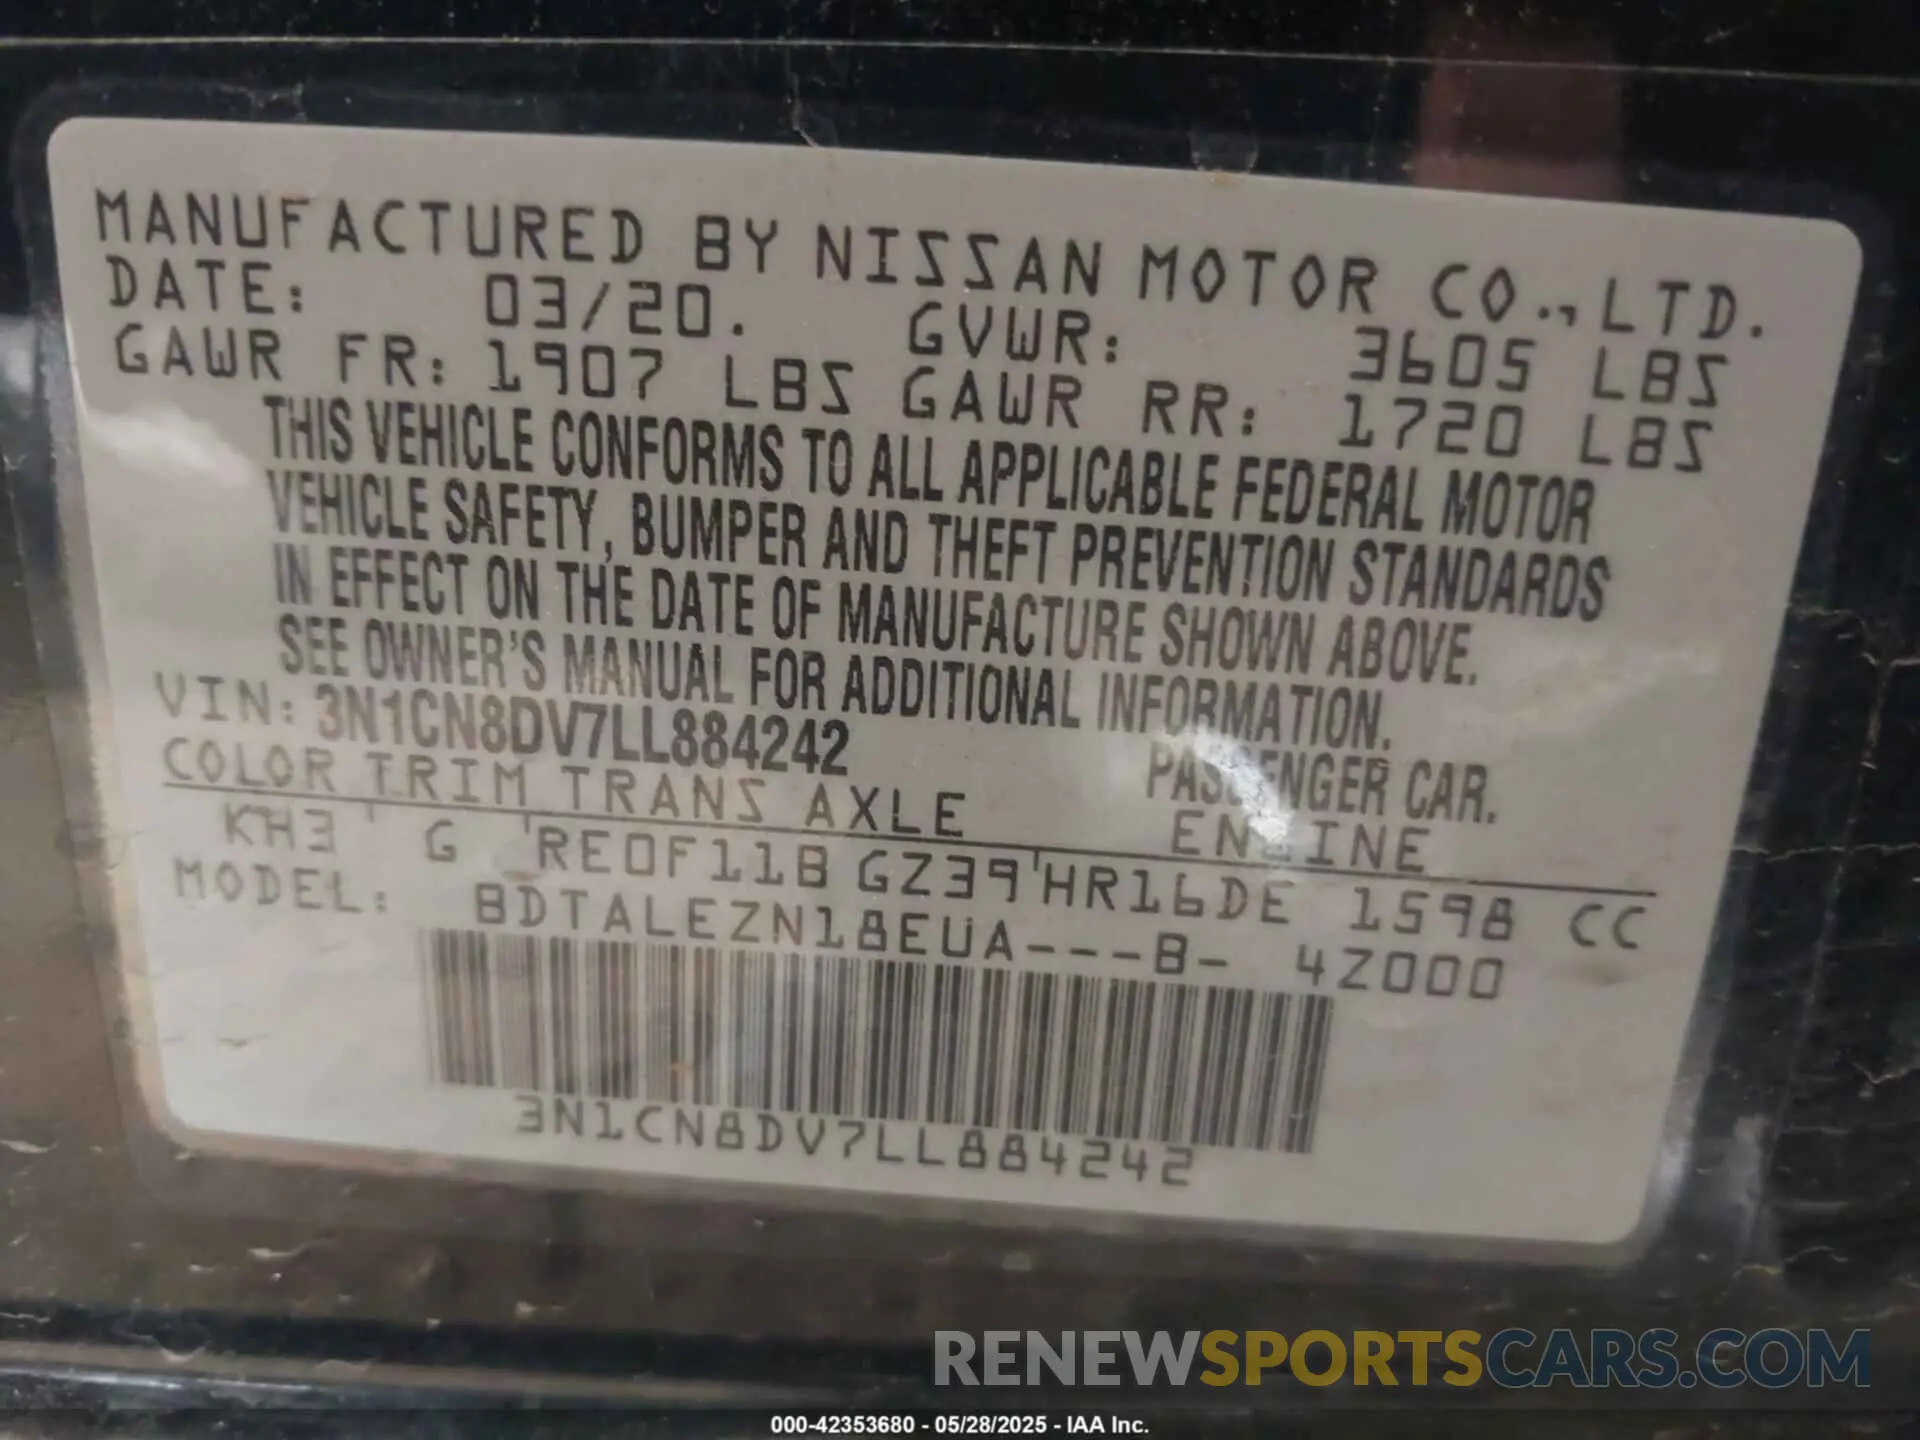 MANUFACTURED BY NISSAN MOTOR CO., LTD.
DATE: 03/20. GVWR: 3605 LBS
GAWR FR: 1907 LBS GAWR RR: 1720 LBS
THIS VEHICLE CONFORMS TO ALL APPLICABLE FEDERAL MOTOR
VEHICLE SAFETY, BUMPER AND THEFT PREVENTION STANDARDS
IN EFFECT ON THE DATE OF MANUFACTURE SHOWN ABOVE.
SEE OWNER'S MANUAL FOR ADDITIONAL INFORMATION.
VIN: 3N1CN8DV7LL884242 PASSENGER CAR.
COLOR TRIM TRANS AXLE ENGINE
KH3 G RE0F11B GZ39 HR16DE 1598 CC
MODEL: BDTALEZN18EUA---B- 4Z000
3N1CN8DV7LL884242
RENEWSPORTSCARS.COM
000-42353680 - 05/28/2025 - IAA Inc.